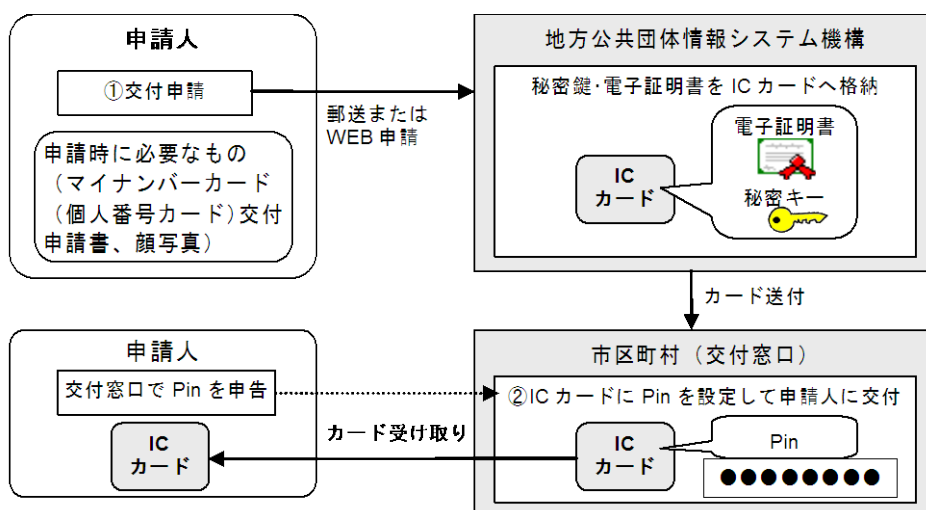 申請人
①交付申請
申請時に必要なもの
(マイナンバーカード
(個人番号カード)交付
申請書、顔写真)
郵送または
WEB申請
地方公共団体情報システム機構
秘密鍵･電子証明書をICカードへ格納
IC
カード
電子証明書
秘密キー
カード送付
申請人
交付窓口でPinを申告
IC
カード
カード受け取り
市区町村(交付窓口)
②ICカードにPinを設定して申請人に交付
IC
カード
Pin
●●●●●●●●